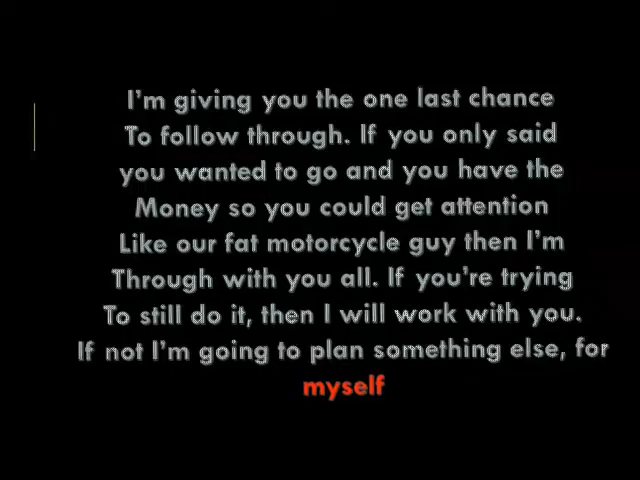 I'm giving you the one last chance
To follow through. If you only said
you wanted to go and you have the
Money so you could get attention
Like our fat motorcycle guy then I'm
Through with you all. If you're trying
To still do it, then I will work with you.
If not I'm going to plan something else, for
myself